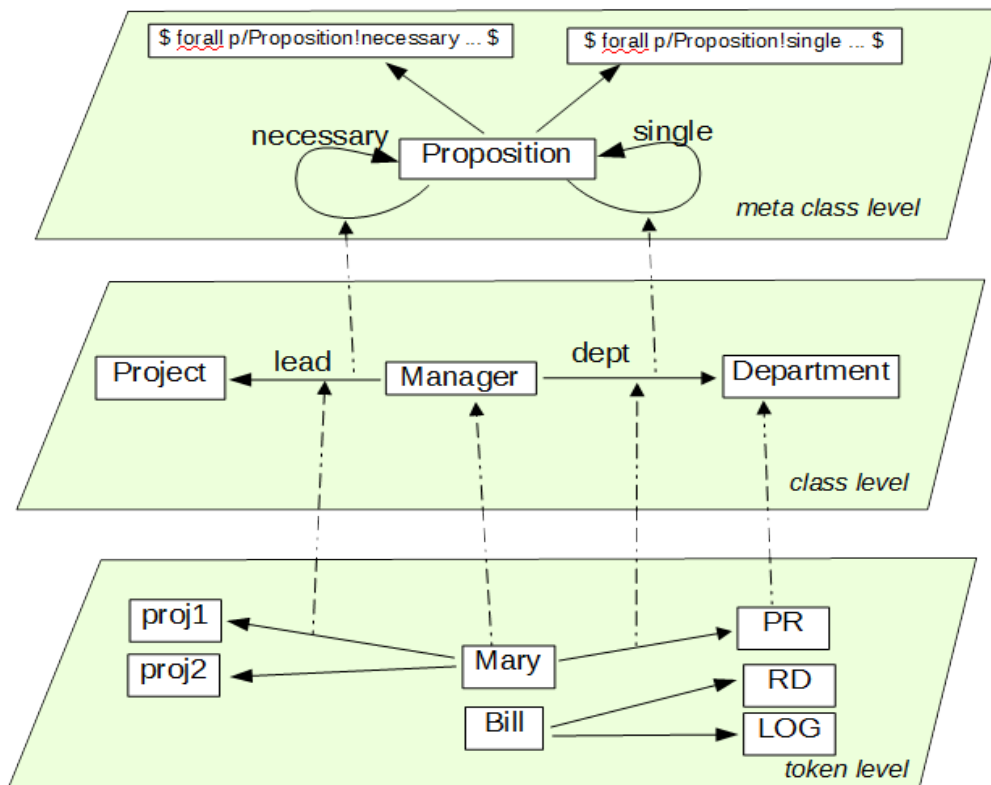 $ forall p/Proposition!necessary ... $
$ forall p/Proposition!single ... $
necessary
single
Proposition
meta class level
Project
lead
Manager
dept
Department
class level
proj1
PR
proj2
Mary
RD
Bill
LOG
token level